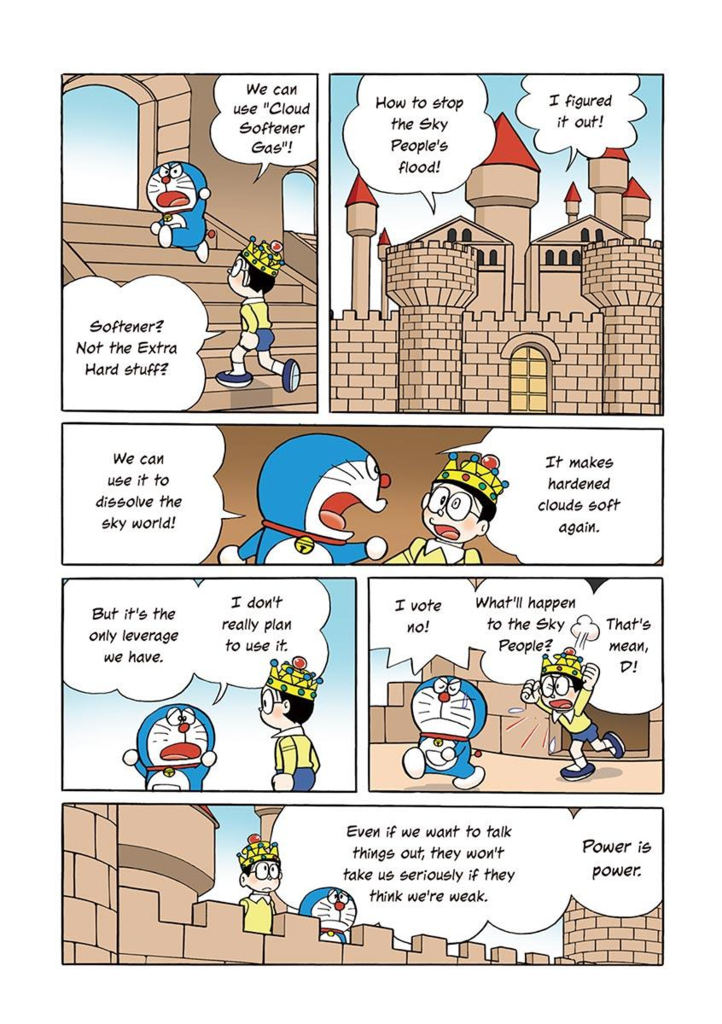 I figured
it out!
How to stop
the Sky
People's
flood!
We can
use "Cloud
Softener
Gas"!
Softener?
Not the Extra
Hard stuff?
It makes
hardened
clouds soft
again.
We can
use it to
dissolve the
sky world!
That's
mean,
D!
What'll happen
to the Sky
People?
I vote
no!
I don't
really plan
to use it.
But it's the
only leverage
we have.
Power is
power.
Even if we want to talk
things out, they won't
take us seriously if they
think we're weak.